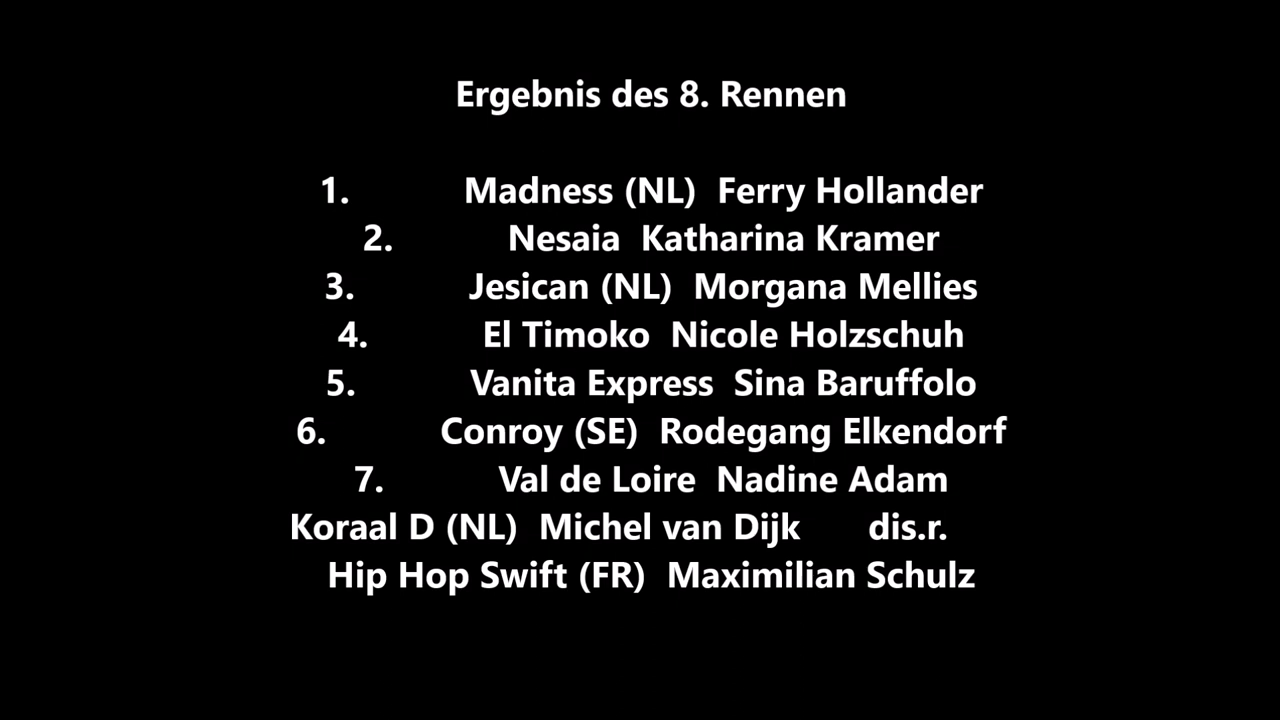 Ergebnis des 8. Rennen
1. Madness (NL) Ferry Hollander
2. Nesaia Katharina Kramer
3. Jesican (NL) Morgana Mellies
4. El Timoko Nicole Holzschuh
5. Vanita Express Sina Baruffolo
6. Conroy (SE) Rodegang Elkendorf
7. Val de Loire Nadine Adam
Koraal D (NL) Michel van Dijk dis.r.
Hip Hop Swift (FR) Maximilian Schulz